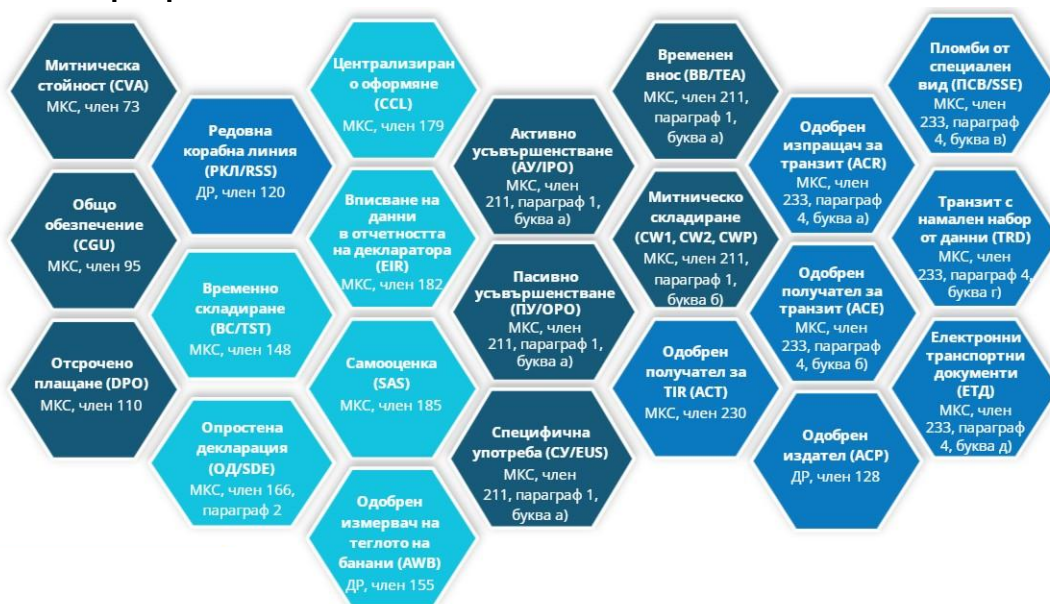 Митническа
стойност (CVA)
МКС, член 73
Общо
обезпечение
(CGU)
МКС, член 95
Отсрочено
плащане (DPO)
МКС, член 110
Редовна
корабна линия
(РКЛ/RSS)
ДР, член 120
Временно
складиране
(ВС/TST)
МКС, член 148
Опростена
декларация
(ОД/SDE)
МКС, член 166,
параграф 2
Централизиран
о оформяне
(CCL)
МКС, член 179
Вписване на
данни
в отчетността
на декларатора
(EIR)
МКС, член 182
Самооценка
(SAS)
МКС, член 185
Одобрен
измервач на
теглото на
банани (AWB)
ДР, член 155
Активно
усъвършенстване
(АУ/IPO)
МКС, член
211, параграф 1,
буква а)
Пасивно
усъвършенстване
(ПУ/OPO)
МКС, член
211, параграф 1,
буква а)
Специфична
употреба (СУ/EUS)
МКС, член
211, параграф 1,
буква а)
Временен
внос (ВВ/TEA)
МКС, член 211,
параграф 1,
буква а)
Митническо
складиране
(CW1, CW2, CWP)
МКС, член 211,
параграф 1,
буква б)
Одобрен
получател за
TIR (ACT)
МКС, член 230
Одобрен
изпращач за
транзит (ACR)
МКС, член
233, параграф
4, буква а)
Одобрен
получател за
транзит (ACE)
МКС, член
233, параграф
4, буква б)
Одобрен
издател (ACP)
ДР, член 128
Пломби от
специален
вид (ПСВ/SSE)
МКС, член
233, параграф
4, буква в)
Транзит с
намален набор
от данни (TRD)
МКС, член
233, параграф 4,
буква г)
Електронни
транспортни
документи
(ЕТД)
МКС, член
233, параграф
4, буква д)